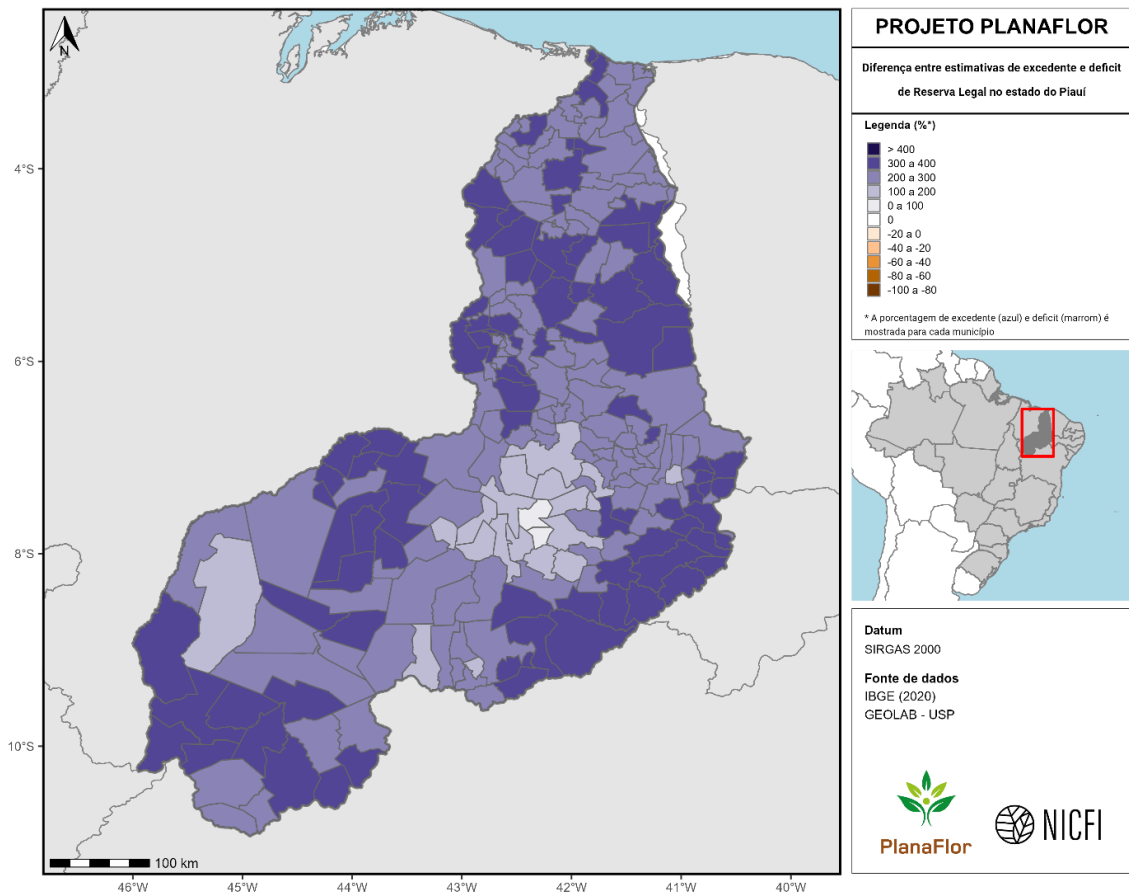 N
4°S
6°S
8°S
10°S
46°W
45°W
44°W
43°W
42°W
41°W
40°W
100 km
PROJETO PLANAFLOR
Diferença entre estimativas de excedente e deficit
de Reserva Legal no estado do Piauí
Legenda (%*)
> 400
300 a 400
200 a 300
100 a 200
0 a 100
0
-20 a 0
-40 a -20
-60 a -40
-80 a -60
-100 a -80
* A porcentagem de excedente (azul) e deficit (marrom) é
mostrada para cada município
Datum
SIRGAS 2000
Fonte de dados
IBGE (2020)
GEOLAB - USP
PlanaFlor
NICFI